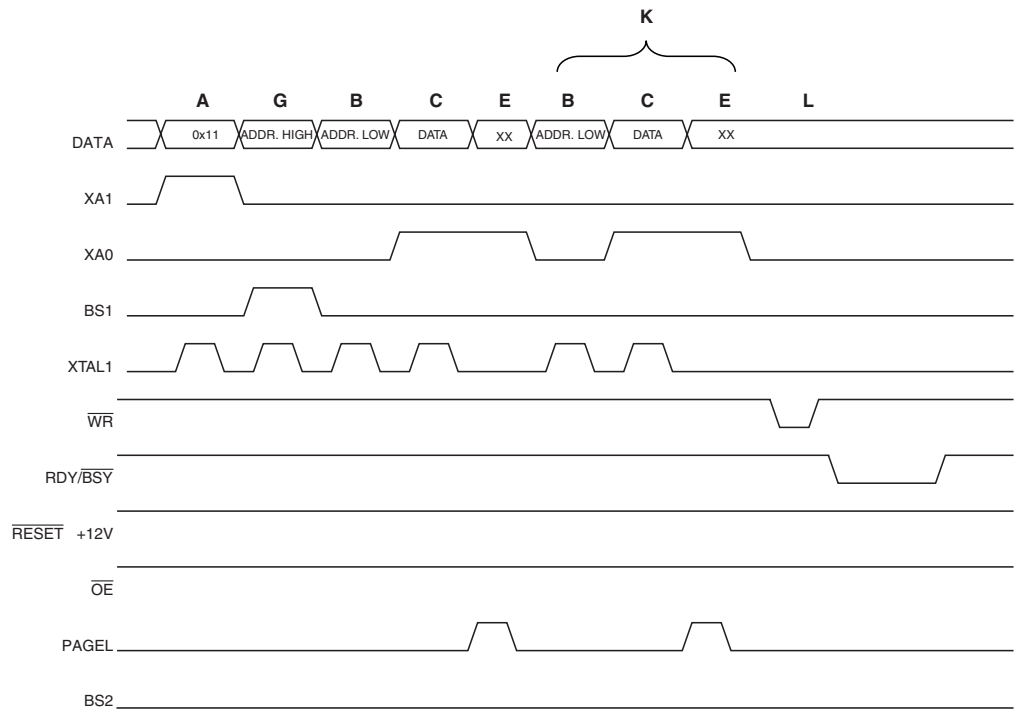 K
A G B C E B C E L
DATA 0x11 ADDR. HIGH ADDR. LOW DATA XX ADDR. LOW DATA XX
XA1
XA0
BS1
XTAL1
WR
RDY/BSY
RESET +12V
OE
PAGEL
BS2